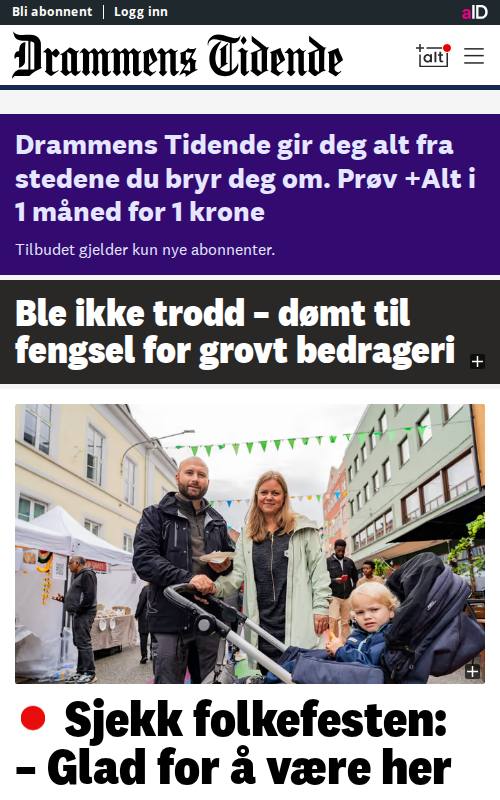 Bli abonnent | Logg inn
aID
Drammens Tidende
+alt
Drammens Tidende gir deg alt fra
stedene du bryr deg om. Prøv +Alt i
1 måned for 1 krone
Tilbudet gjelder kun nye abonnenter.
Ble ikke trodd – dømt til
fengsel for grovt bedrageri
Sjekk folkefesten:
– Glad for å være her